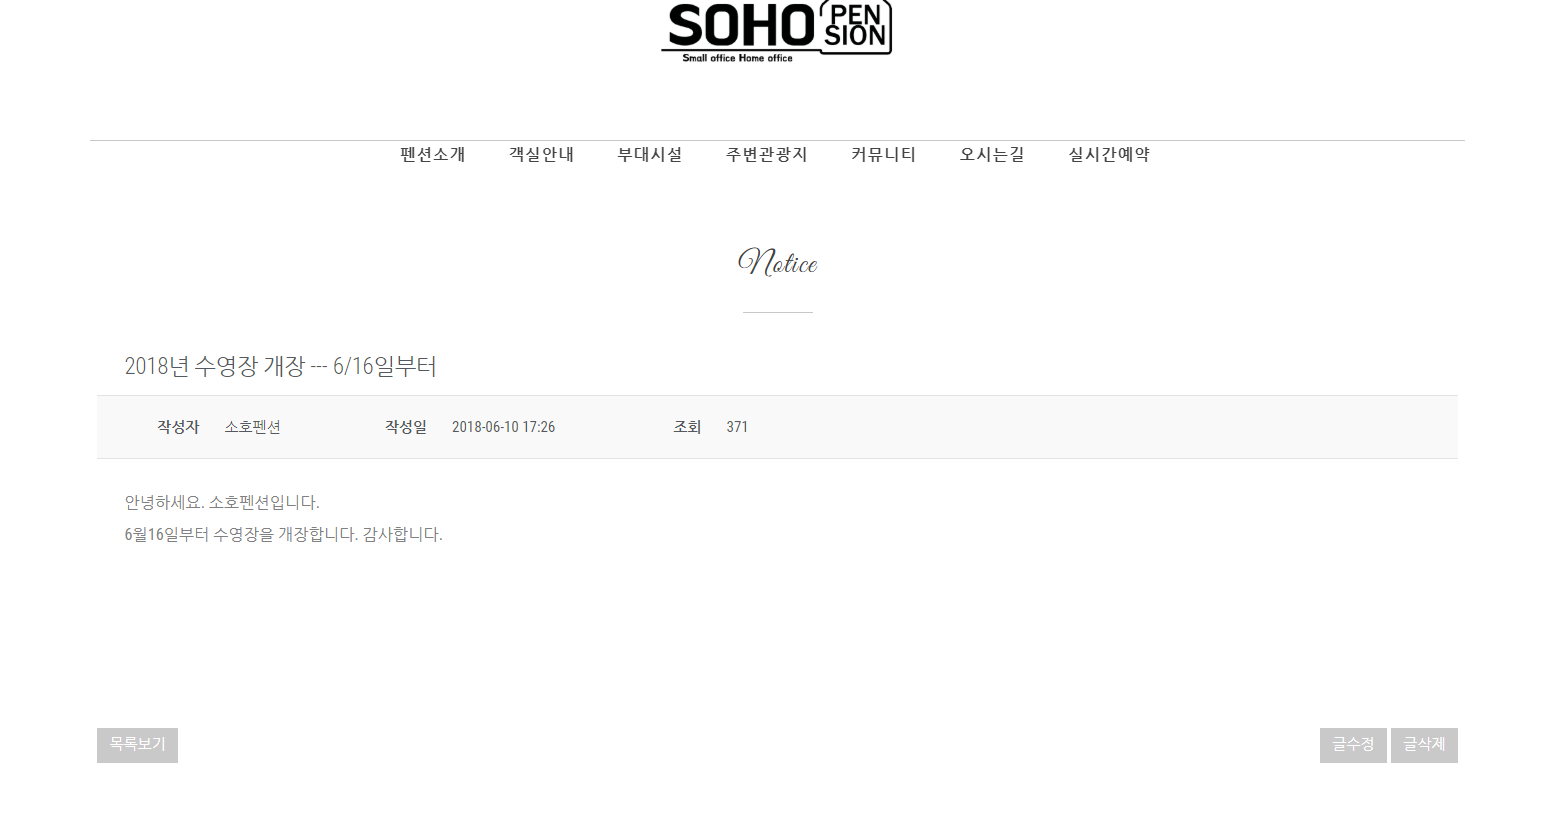 SOHO PEN
SION
Small office Home office
펜션소개 객실안내 부대시설 주변관광지 커뮤니티 오시는길 실시간예약
Notice
2018년 수영장 개장 --- 6/16일부터
작성자 소호펜션 작성일 2018-06-10 17:26 조회 371
안녕하세요. 소호펜션입니다.
6월16일부터 수영장을 개장합니다. 감사합니다.
목록보기 글수정 글삭제